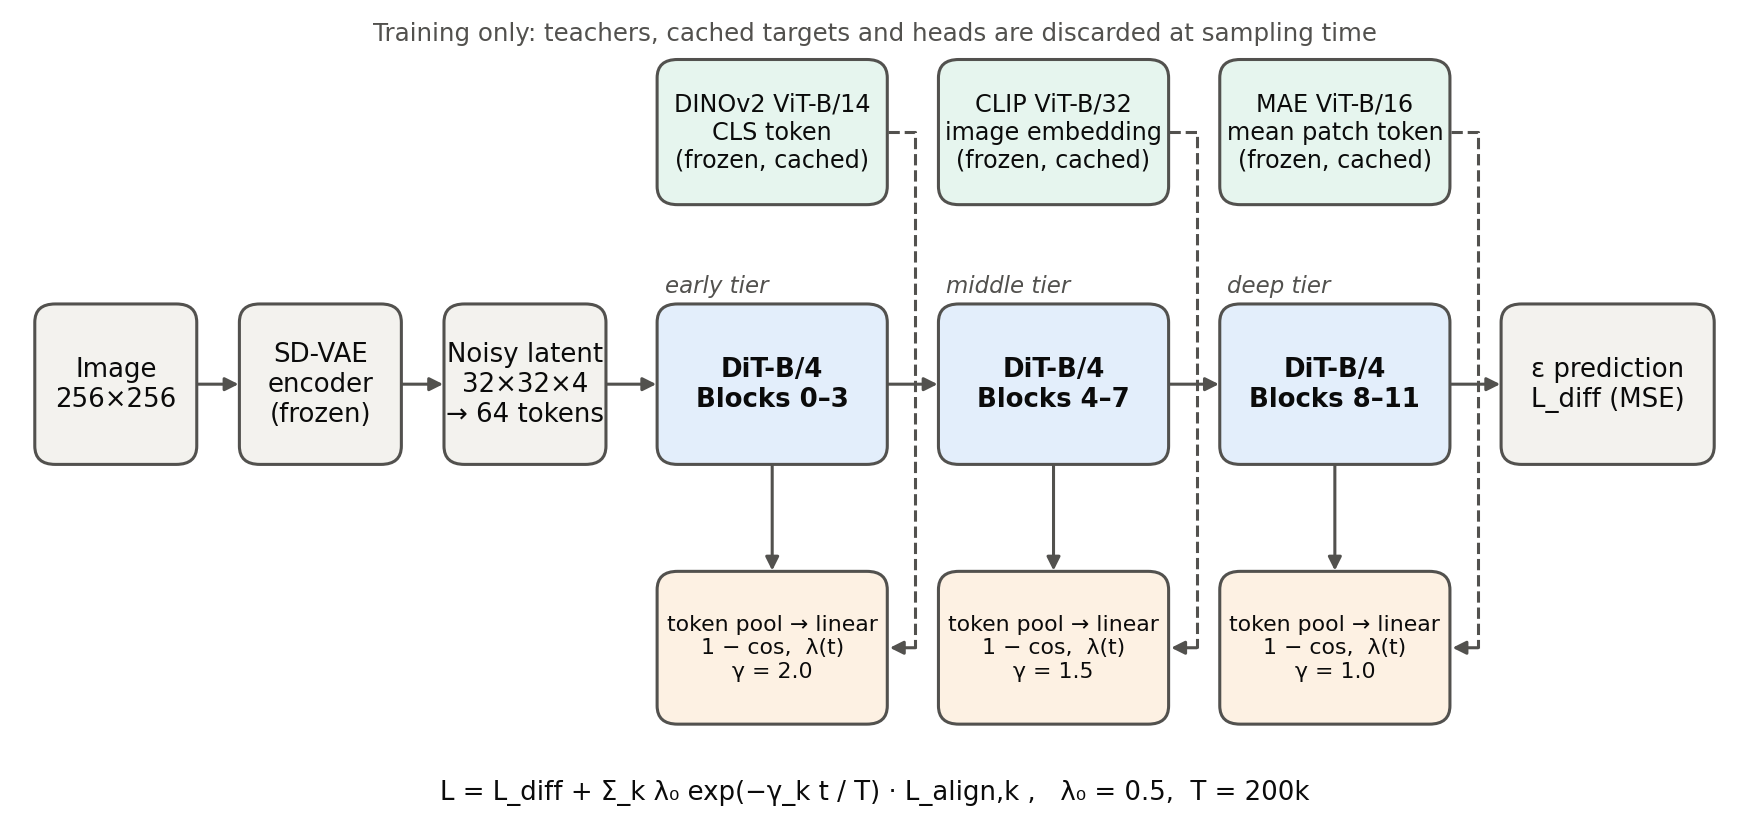 Training only: teachers, cached targets and heads are discarded at sampling time
DINOv2 ViT-B/14
CLS token
(frozen, cached)
CLIP ViT-B/32
image embedding
(frozen, cached)
MAE ViT-B/16
mean patch token
(frozen, cached)
early tier
middle tier
deep tier
Image
256×256
SD-VAE
encoder
(frozen)
Noisy latent
32×32×4
→ 64 tokens
DiT-B/4
Blocks 0–3
DiT-B/4
Blocks 4–7
DiT-B/4
Blocks 8–11
ε prediction
L_diff (MSE)
token pool → linear
1 − cos, λ(t)
γ = 2.0
token pool → linear
1 − cos, λ(t)
γ = 1.5
token pool → linear
1 − cos, λ(t)
γ = 1.0
L = L_diff + Σ_k λ₀ exp(−γ_k t / T) · L_align,k , λ₀ = 0.5, T = 200k